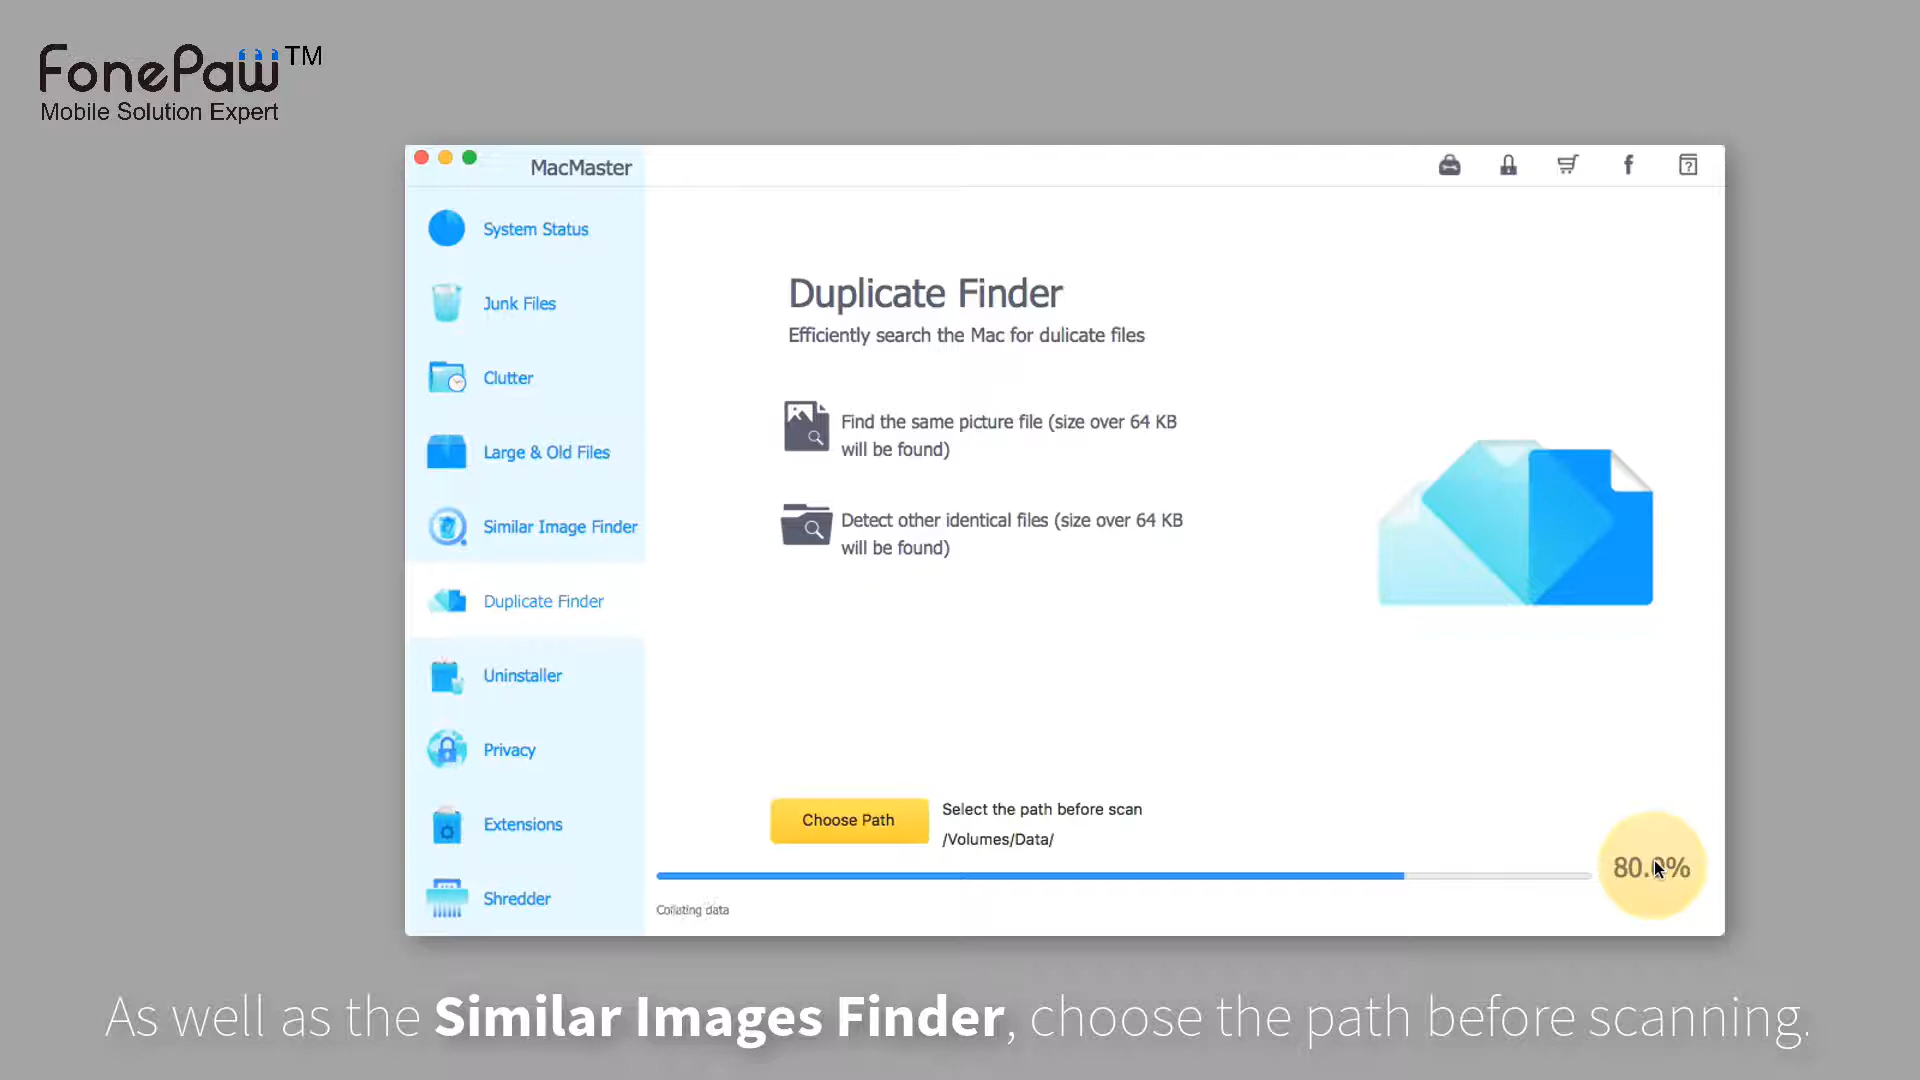 FonePaw™
Mobile Solution Expert
MacMaster
System Status
Junk Files
Clutter
Large & Old Files
Similar Image Finder
Duplicate Finder
Uninstaller
Privacy
Extensions
Shredder
Duplicate Finder
Efficiently search the Mac for dulicate files
Find the same picture file (size over 64 KB
will be found)
Detect other identical files (size over 64 KB
will be found)
Choose Path
Select the path before scan
/Volumes/Data/
80.0%
Collating data
As well as the Similar Images Finder, choose the path before scanning.